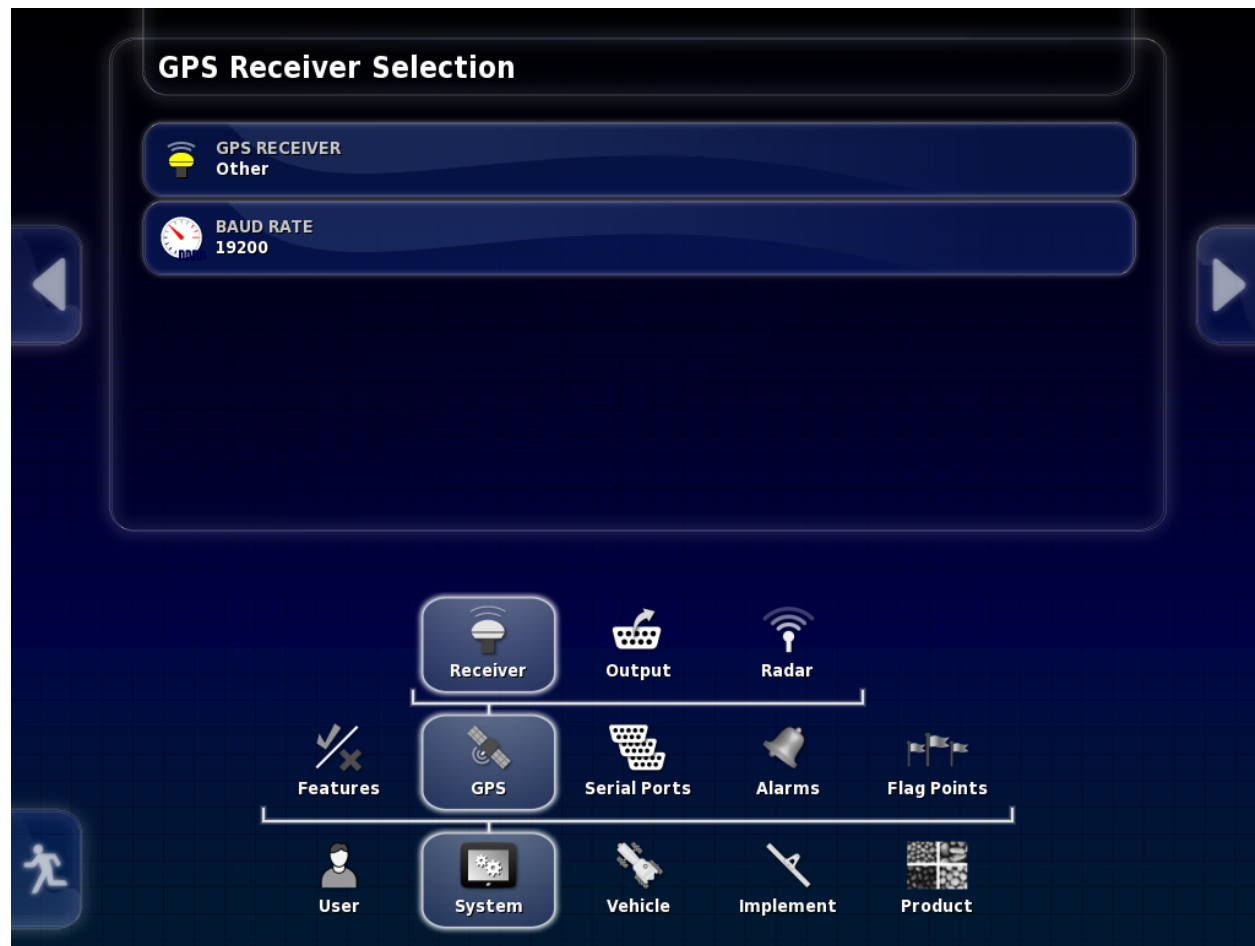 GPS Receiver Selection
GPS RECEIVER
Other
BAUD RATE
19200
Receiver Output Radar
Features GPS Serial Ports Alarms Flag Points
User System Vehicle Implement Product